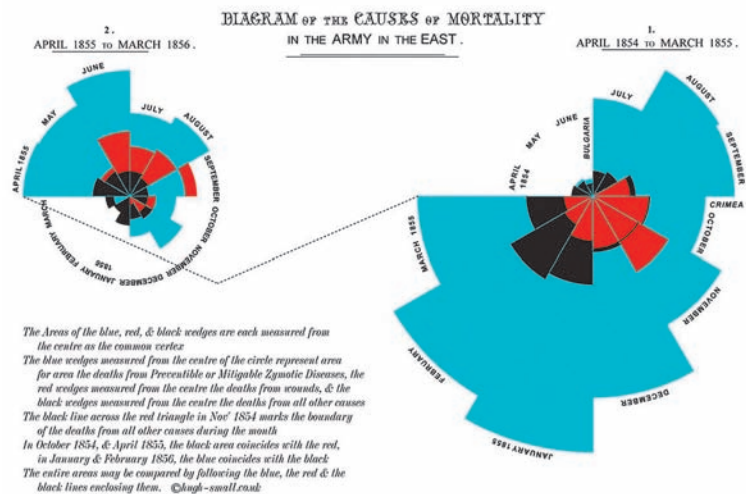 DIAGRAM OF THE CAUSES OF MORTALITY
IN THE ARMY IN THE EAST.
2.
APRIL 1855 TO MARCH 1856.
1.
APRIL 1854 TO MARCH 1855.
APRIL 1855
MAY
JUNE
JULY
AUGUST
SEPTEMBER
OCTOBER
NOVEMBER
DECEMBER
JANUARY
1856
FEBRUARY
MARCH
APRIL
1854
MAY
JUNE
BULGARIA
JULY
AUGUST
SEPTEMBER
CRIMEA
OCTOBER
NOVEMBER
DECEMBER
JANUARY 1855
FEBRUARY
MARCH 1855
The Areas of the blue, red, & black wedges are each measured from
the centre as the common vertex
The blue wedges measured from the centre of the circle represent area
for area the deaths from Preventible or Mitigable Zymotic Diseases, the
red wedges measured from the centre the deaths from wounds, & the
black wedges measured from the centre the deaths from all other causes
The black line across the red triangle in Nov' 1854 marks the boundary
of the deaths from all other causes during the month
In October 1854, & April 1855, the black area coincides with the red,
in January & February 1856, the blue coincides with the black
The entire areas may be compared by following the blue, the red & the
black lines enclosing them. ©hugh-small.co.uk